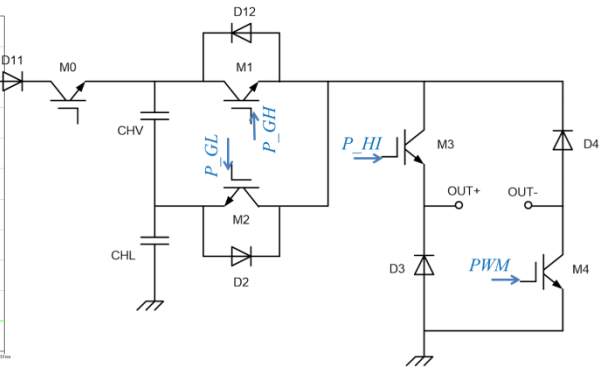 D12
D11
M0
M1
CHV
P_GH
P_GL
P_HI
M3
D4
OUT+
OUT-
M2
CHL
D2
D3
PWM
M4